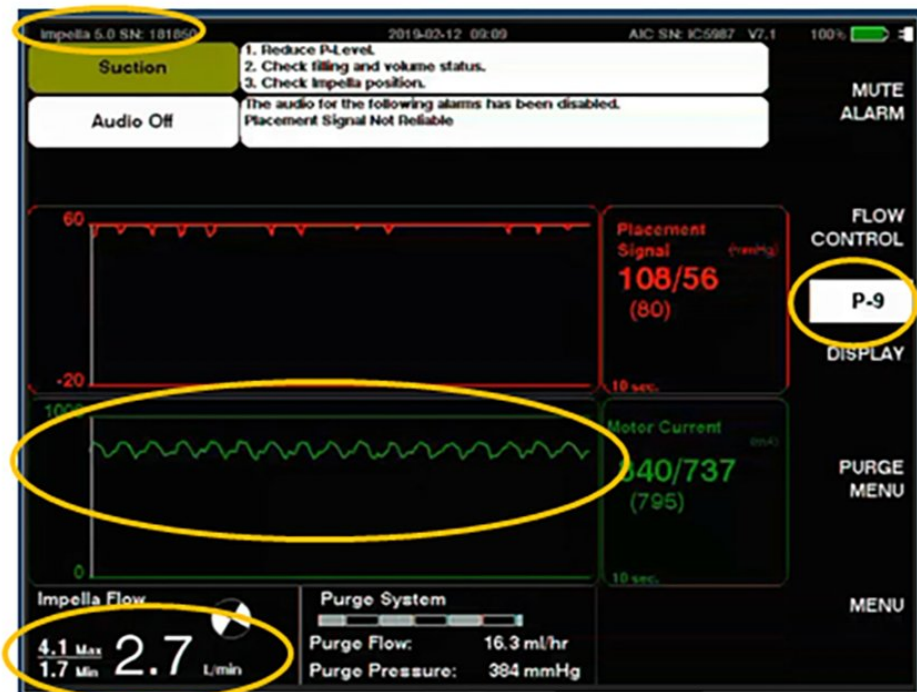 Impella 5.0 SN: 181850 2019-02-12 09:09 AIC SN: IC5987 V7.1 100%
Suction
1. Reduce P-Level.
2. Check filling and volume status.
3. Check Impella position.
MUTE
ALARM
Audio Off
The audio for the following alarms has been disabled.
Placement Signal Not Reliable
FLOW
CONTROL
60
-20
Placement
Signal (mmHg)
108/56
(80)
10 sec.
P-9
DISPLAY
1000
0
Motor Current
(mA)
840/737
(795)
10 sec.
PURGE
MENU
Impella Flow
4.1 Max
1.7 Min
2.7 L/min
Purge System
Purge Flow: 16.3 ml/hr
Purge Pressure: 384 mmHg
MENU